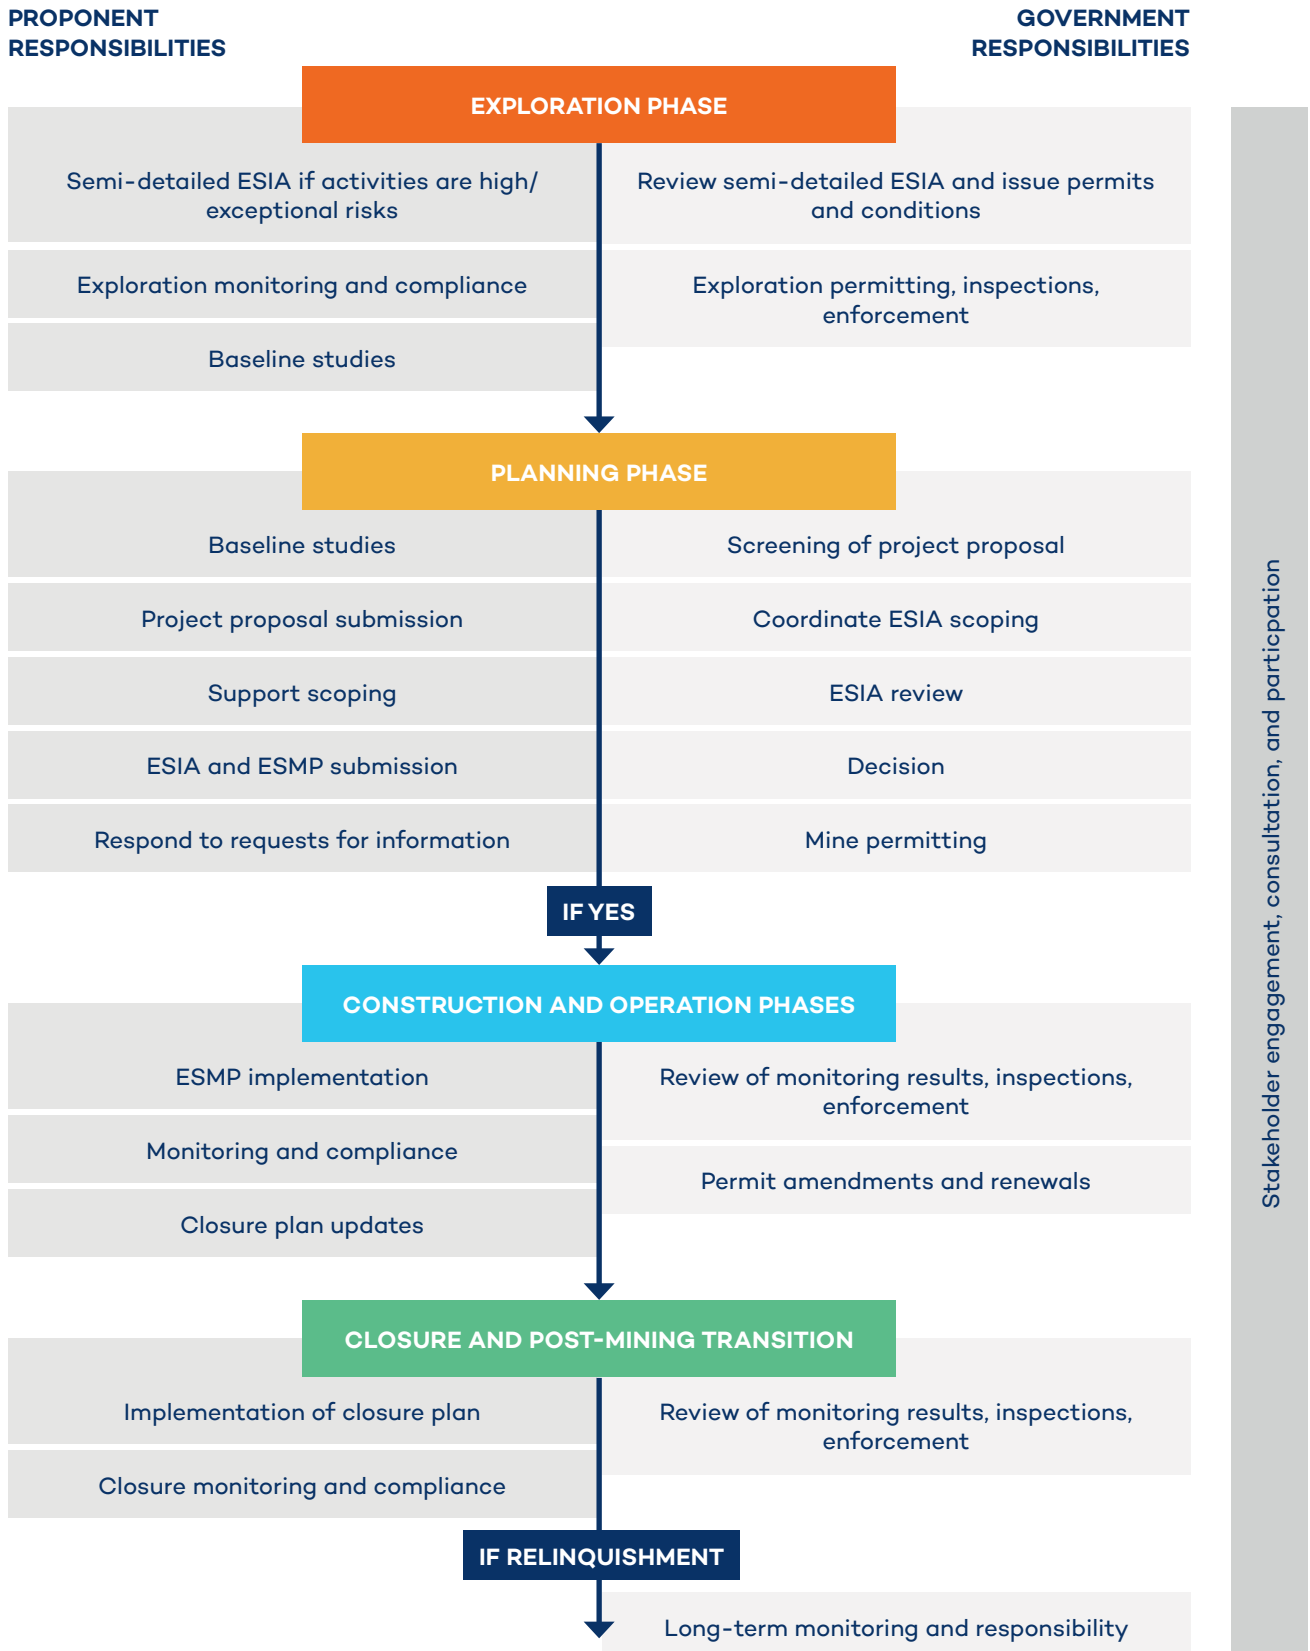 PROPONENT
RESPONSIBILITIES
GOVERNMENT
RESPONSIBILITIES
EXPLORATION PHASE
Semi-detailed ESIA if activities are high/
exceptional risks
Review semi-detailed ESIA and issue permits
and conditions
Exploration monitoring and compliance
Exploration permitting, inspections,
enforcement
Baseline studies
PLANNING PHASE
Baseline studies
Screening of project proposal
Project proposal submission
Coordinate ESIA scoping
Support scoping
ESIA review
ESIA and ESMP submission
Decision
Respond to requests for information
Mine permitting
IF YES
CONSTRUCTION AND OPERATION PHASES
ESMP implementation
Review of monitoring results, inspections,
enforcement
Monitoring and compliance
Permit amendments and renewals
Closure plan updates
CLOSURE AND POST-MINING TRANSITION
Implementation of closure plan
Review of monitoring results, inspections,
enforcement
Closure monitoring and compliance
IF RELINQUISHMENT
Long-term monitoring and responsibility
Stakeholder engagement, consultation, and particpation